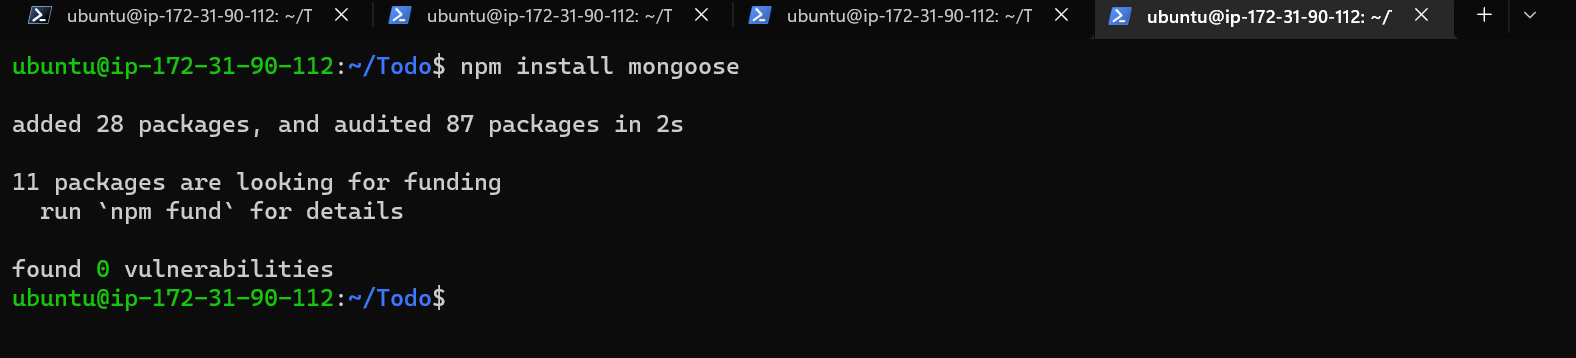 ubuntu@ip-172-31-90-112: ~/T ubuntu@ip-172-31-90-112: ~/T ubuntu@ip-172-31-90-112: ~/T ubuntu@ip-172-31-90-112: ~/
ubuntu@ip-172-31-90-112:~/Todo$ npm install mongoose
added 28 packages, and audited 87 packages in 2s
11 packages are looking for funding
  run `npm fund` for details
found 0 vulnerabilities
ubuntu@ip-172-31-90-112:~/Todo$